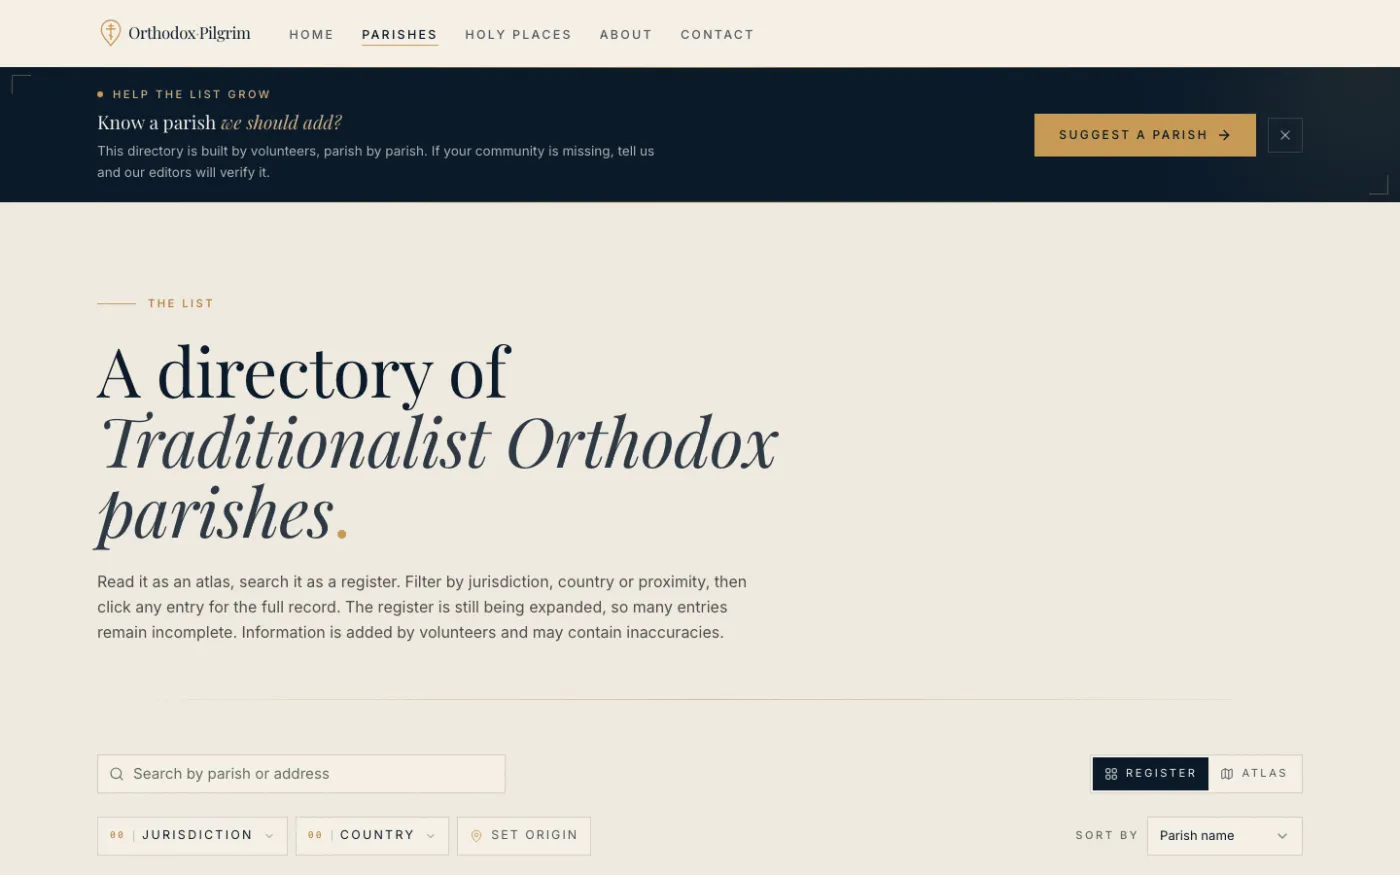 Orthodox·Pilgrim
HOME
PARISHES
HOLY PLACES
ABOUT
CONTACT
HELP THE LIST GROW
Know a parish we should add?
This directory is built by volunteers, parish by parish. If your community is missing, tell us
and our editors will verify it.
SUGGEST A PARISH
THE LIST
A directory of
Traditionalist Orthodox
parishes.
Read it as an atlas, search it as a register. Filter by jurisdiction, country or proximity, then
click any entry for the full record. The register is still being expanded, so many entries
remain incomplete. Information is added by volunteers and may contain inaccuracies.
Search by parish or address
REGISTER
ATLAS
00 | JURISDICTION
00 | COUNTRY
SET ORIGIN
SORT BY
Parish name